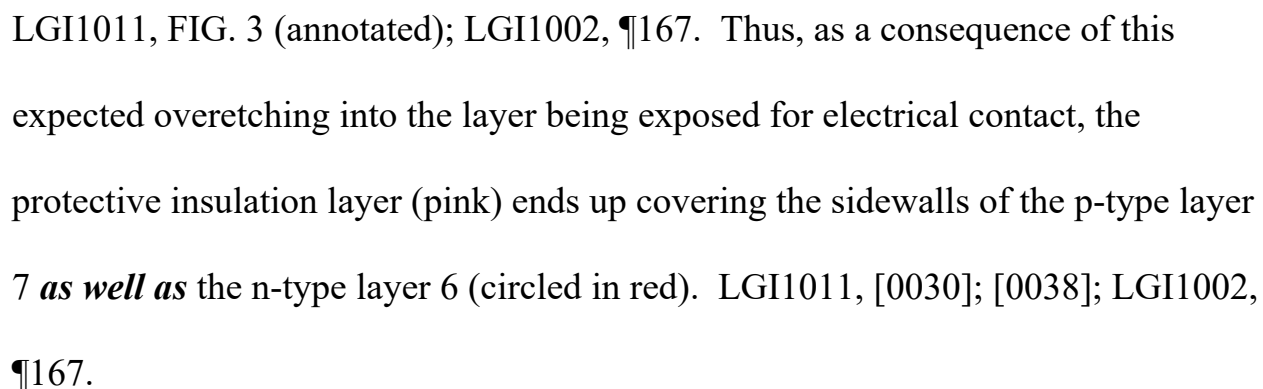 LGI1011, FIG. 3 (annotated); LGI1002, ¶167.  Thus, as a consequence of this
expected overetching into the layer being exposed for electrical contact, the
protective insulation layer (pink) ends up covering the sidewalls of the p-type layer
7 as well as the n-type layer 6 (circled in red).  LGI1011, [0030]; [0038]; LGI1002,
¶167.